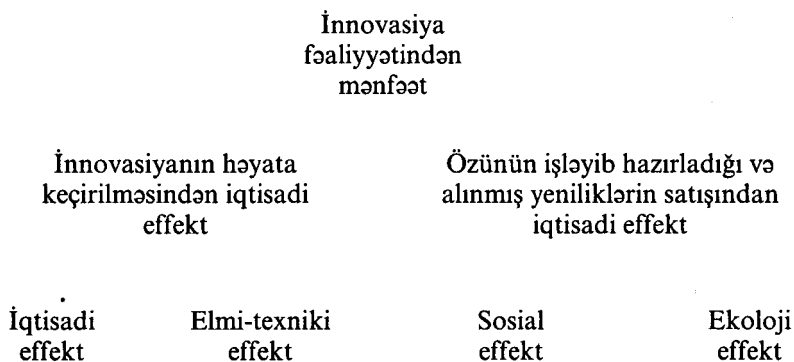 İnnovasiya
fəaliyyətindən
mənfəət
İnnovasiyanın həyata
keçirilməsindən iqtisadi
effekt
Özünün işləyib hazırladığı və
alınmış yeniliklərin satışından
iqtisadi effekt
İqtisadi
effekt
Elmi-texniki
effekt
Sosial
effekt
Ekoloji
effekt